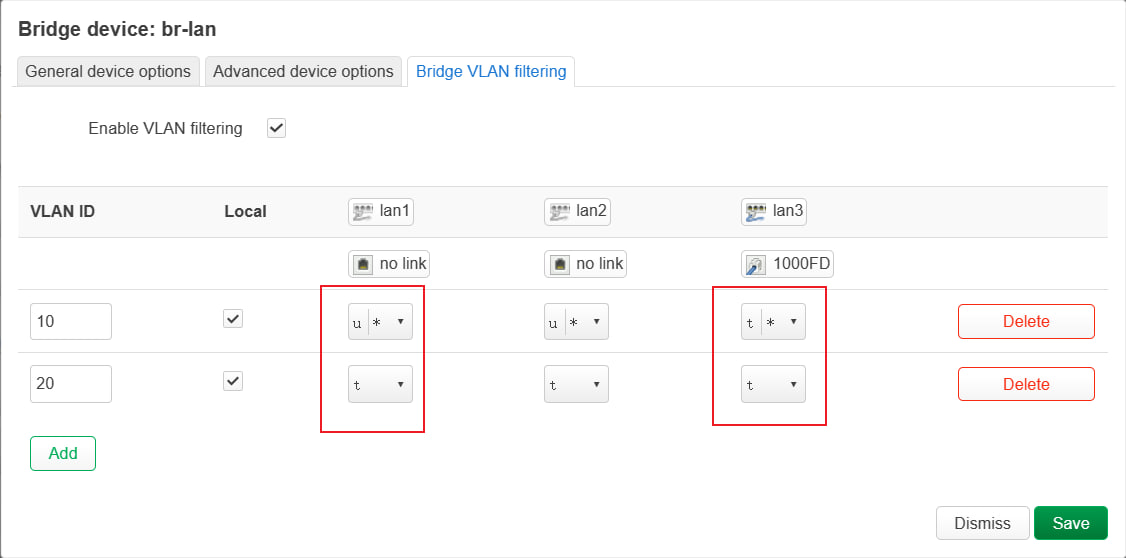 Bridge device: br-lan
General device options Advanced device options Bridge VLAN filtering
Enable VLAN filtering
VLAN ID Local lan1 lan2 lan3
no link no link 1000FD
10 u * u * t * Delete
20 t t t Delete
Add
Dismiss Save